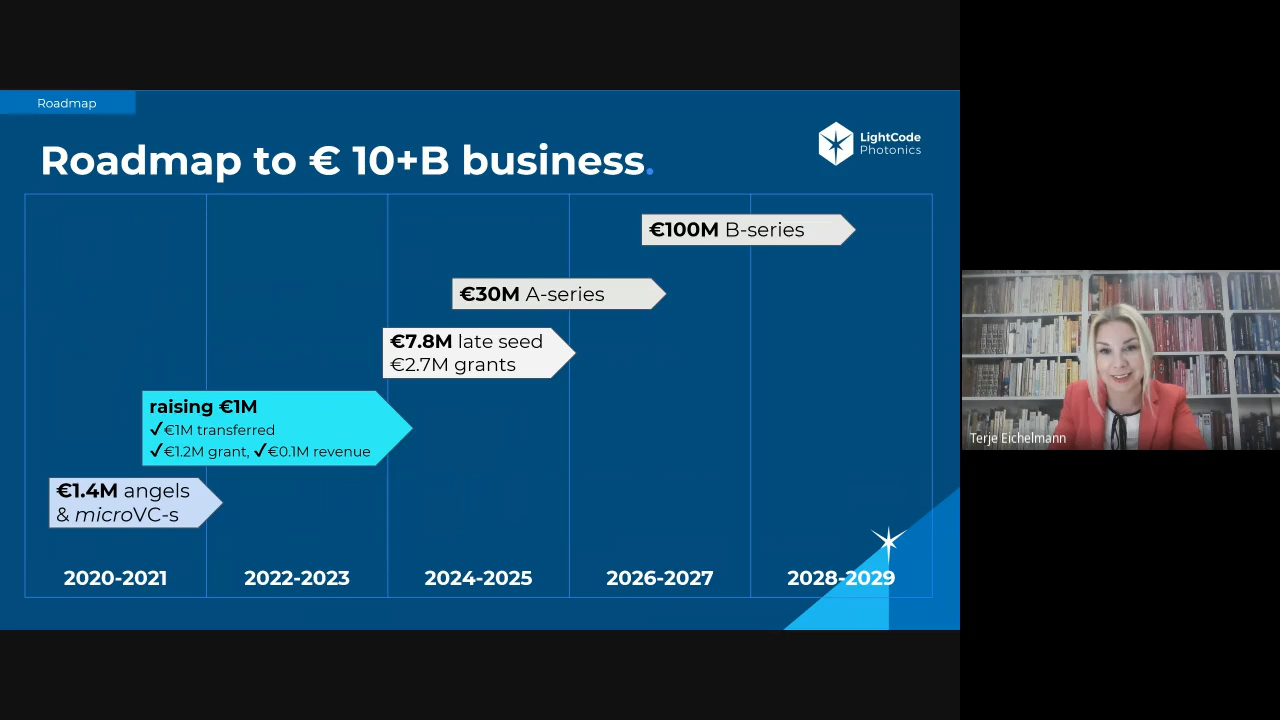 Roadmap
Roadmap to € 10+B business.
LightCode
Photonics
€100M B-series
€30M A-series
€7.8M late seed
€2.7M grants
raising €1M
✓€1M transferred
✓€1.2M grant, ✓€0.1M revenue
€1.4M angels
& microVC-s
2020-2021
2022-2023
2024-2025
2026-2027
2028-2029
Terje Eichelmann